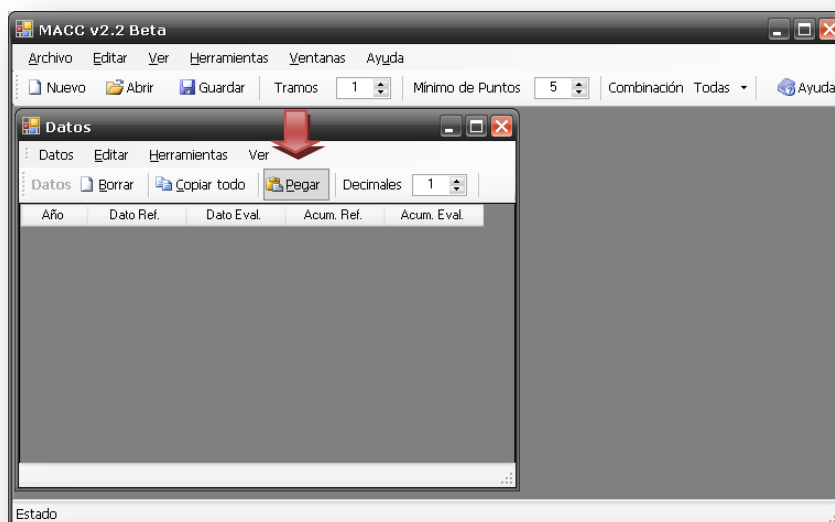 MACC v2.2 Beta
Archivo Editar Ver Herramientas Ventanas Ayuda
Nuevo Abrir Guardar Tramos 1 Mínimo de Puntos 5 Combinación Todas Ayuda
Datos
Datos Editar Herramientas Ver
Datos Borrar Copiar todo Pegar Decimales 1
Año Dato Ref. Dato Eval. Acum. Ref. Acum. Eval.
Estado